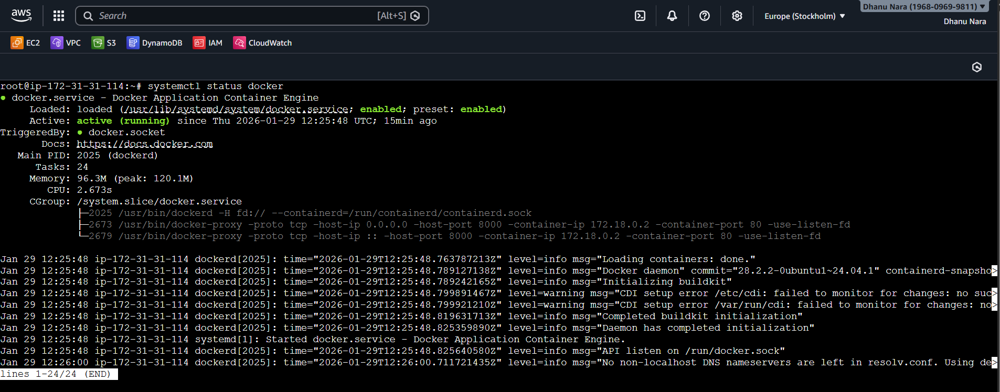 aws
Search [Alt+S]
Europe (Stockholm) ▼
Dhanu Nara (1968-0969-9811) ▼
Dhanu Nara
EC2 VPC S3 DynamoDB IAM CloudWatch
root@ip-172-31-31-114:~# systemctl status docker
● docker.service - Docker Application Container Engine
     Loaded: loaded (/usr/lib/systemd/system/docker.service; enabled; preset: enabled)
     Active: active (running) since Thu 2026-01-29 12:25:48 UTC; 15min ago
TriggeredBy: ● docker.socket
       Docs: https://docs.docker.com
   Main PID: 2025 (dockerd)
      Tasks: 24
     Memory: 96.3M (peak: 120.1M)
        CPU: 2.673s
     CGroup: /system.slice/docker.service
             ├─2025 /usr/bin/dockerd -H fd:// --containerd=/run/containerd/containerd.sock
             ├─2673 /usr/bin/docker-proxy -proto tcp -host-ip 0.0.0.0 -host-port 8000 -container-ip 172.18.0.2 -container-port 80 -use-listen-fd
             └─2679 /usr/bin/docker-proxy -proto tcp -host-ip :: -host-port 8000 -container-ip 172.18.0.2 -container-port 80 -use-listen-fd
Jan 29 12:25:48 ip-172-31-31-114 dockerd[2025]: time="2026-01-29T12:25:48.763787213Z" level=info msg="Loading containers: done."
Jan 29 12:25:48 ip-172-31-31-114 dockerd[2025]: time="2026-01-29T12:25:48.789127138Z" level=info msg="Docker daemon" commit="28.2.2-0ubuntu1~24.04.1" containerd-snapsho>
Jan 29 12:25:48 ip-172-31-31-114 dockerd[2025]: time="2026-01-29T12:25:48.789242165Z" level=info msg="Initializing buildkit"
Jan 29 12:25:48 ip-172-31-31-114 dockerd[2025]: time="2026-01-29T12:25:48.799891467Z" level=warning msg="CDI setup error /etc/cdi: failed to monitor for changes: no suc>
Jan 29 12:25:48 ip-172-31-31-114 dockerd[2025]: time="2026-01-29T12:25:48.799921210Z" level=warning msg="CDI setup error /var/run/cdi: failed to monitor for changes: no>
Jan 29 12:25:48 ip-172-31-31-114 dockerd[2025]: time="2026-01-29T12:25:48.819631713Z" level=info msg="Completed buildkit initialization"
Jan 29 12:25:48 ip-172-31-31-114 dockerd[2025]: time="2026-01-29T12:25:48.825359890Z" level=info msg="Daemon has completed initialization"
Jan 29 12:25:48 ip-172-31-31-114 systemd[1]: Started docker.service - Docker Application Container Engine.
Jan 29 12:25:48 ip-172-31-31-114 dockerd[2025]: time="2026-01-29T12:25:48.825640580Z" level=info msg="API listen on /run/docker.sock"
Jan 29 12:26:00 ip-172-31-31-114 dockerd[2025]: time="2026-01-29T12:26:00.711721435Z" level=info msg="No non-localhost DNS nameservers are left in resolv.conf. Using de>
lines 1-24/24 (END)